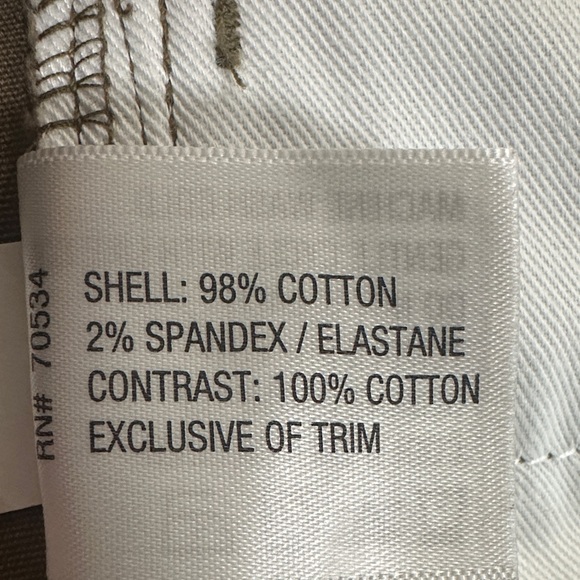 SHELL: 98% COTTON
2% SPANDEX / ELASTANE
CONTRAST: 100% COTTON
EXCLUSIVE OF TRIM
RN# 70534